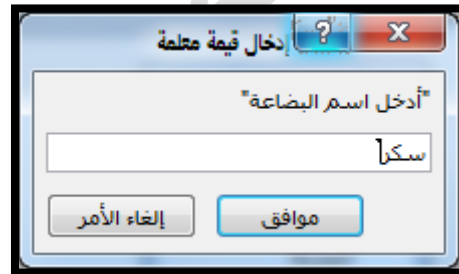 إدخال قيمة معلمة
"أدخل اسم البضاعة"
سكر
موافق
إلغاء الأمر